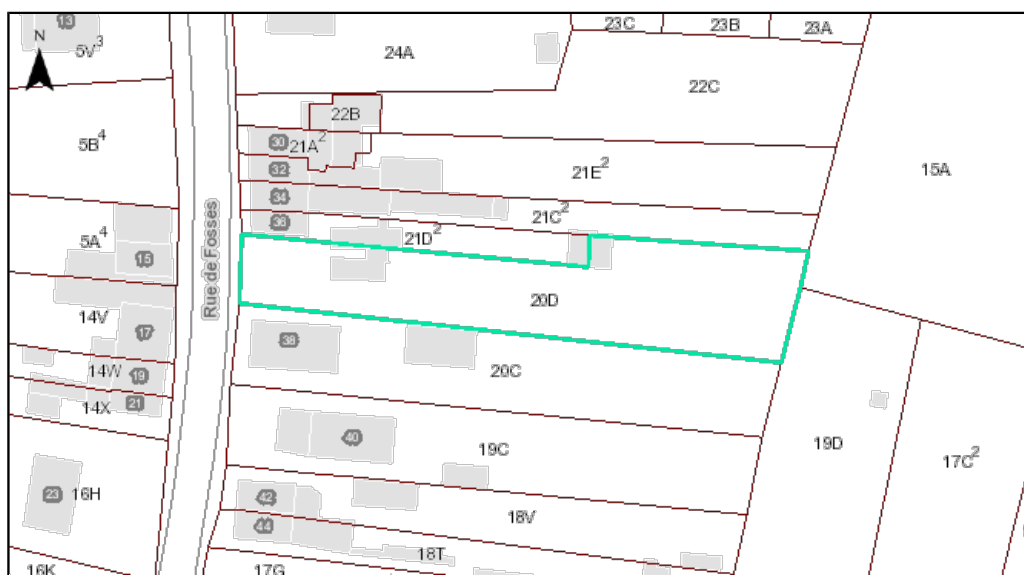 13
N
5V3
24A
23C
23B
23A
22C
22B
5B4
30
21A2
32
21E2
15A
34
21C2
36
21D2
5A4
15
Rue de Fosses
20D
14V
17
38
14W
19
20C
14X
21
40
19C
19D
17C2
23
16H
42
18V
44
18T
16K
17G